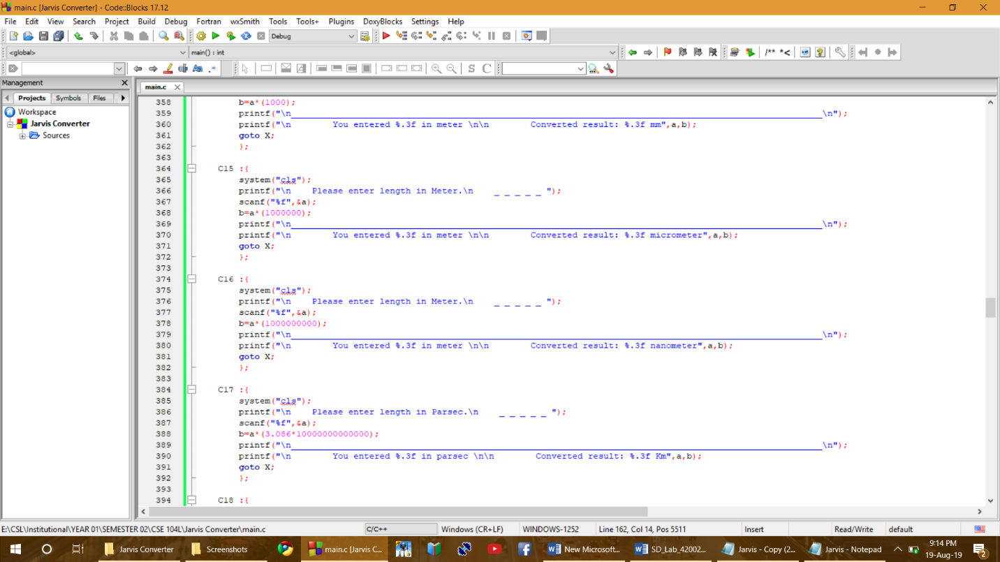 main.c [Jarvis Converter] - Code::Blocks 17.12
File Edit View Search Project Build Debug Fortran wxSmith Tools Tools+ Plugins DoxyBlocks Settings Help
Debug
<global> main() : int
/** *<
S C
Management
main.c
Projects Symbols Files
Workspace
Jarvis Converter
Sources
358 b=a*(1000);
359 printf("\n______________________________\n");
360 printf("\n        You entered %.3f in meter \n\n        Converted result: %.3f mm",a,b);
361 goto X;
362 };
363
364 C15 :{
365 system("cls");
366 printf("\n    Please enter length in Meter.\n    _ _ _ _ _ ");
367 scanf("%f",&a);
368 b=a*(1000000);
369 printf("\n______________________________\n");
370 printf("\n        You entered %.3f in meter \n\n        Converted result: %.3f micrometer",a,b);
371 goto X;
372 };
373
374 C16 :{
375 system("cls");
376 printf("\n    Please enter length in Meter.\n    _ _ _ _ _ ");
377 scanf("%f",&a);
378 b=a*(1000000000);
379 printf("\n______________________________\n");
380 printf("\n        You entered %.3f in meter \n\n        Converted result: %.3f nanometer",a,b);
381 goto X;
382 };
383
384 C17 :{
385 system("cls");
386 printf("\n    Please enter length in Parsec.\n    _ _ _ _ _ ");
387 scanf("%f",&a);
388 b=a*(3.086*10000000000000);
389 printf("\n______________________________\n");
390 printf("\n        You entered %.3f in parsec \n\n        Converted result: %.3f Km",a,b);
391 goto X;
392 };
393
394 C18 :{
E:\CSL\Institutional\YEAR 01\SEMESTER 02\CSE 104L\Jarvis Converter\main.c C/C++ Windows (CR+LF) WINDOWS-1252 Line 162, Col 14, Pos 5511 Insert Read/Write default
Jarvis Converter Screenshots main.c [Jarvis C... New Microsoft... SD_Lab_42002... Jarvis - Copy (2... Jarvis - Notepad 9:14 PM
19-Aug-19 2